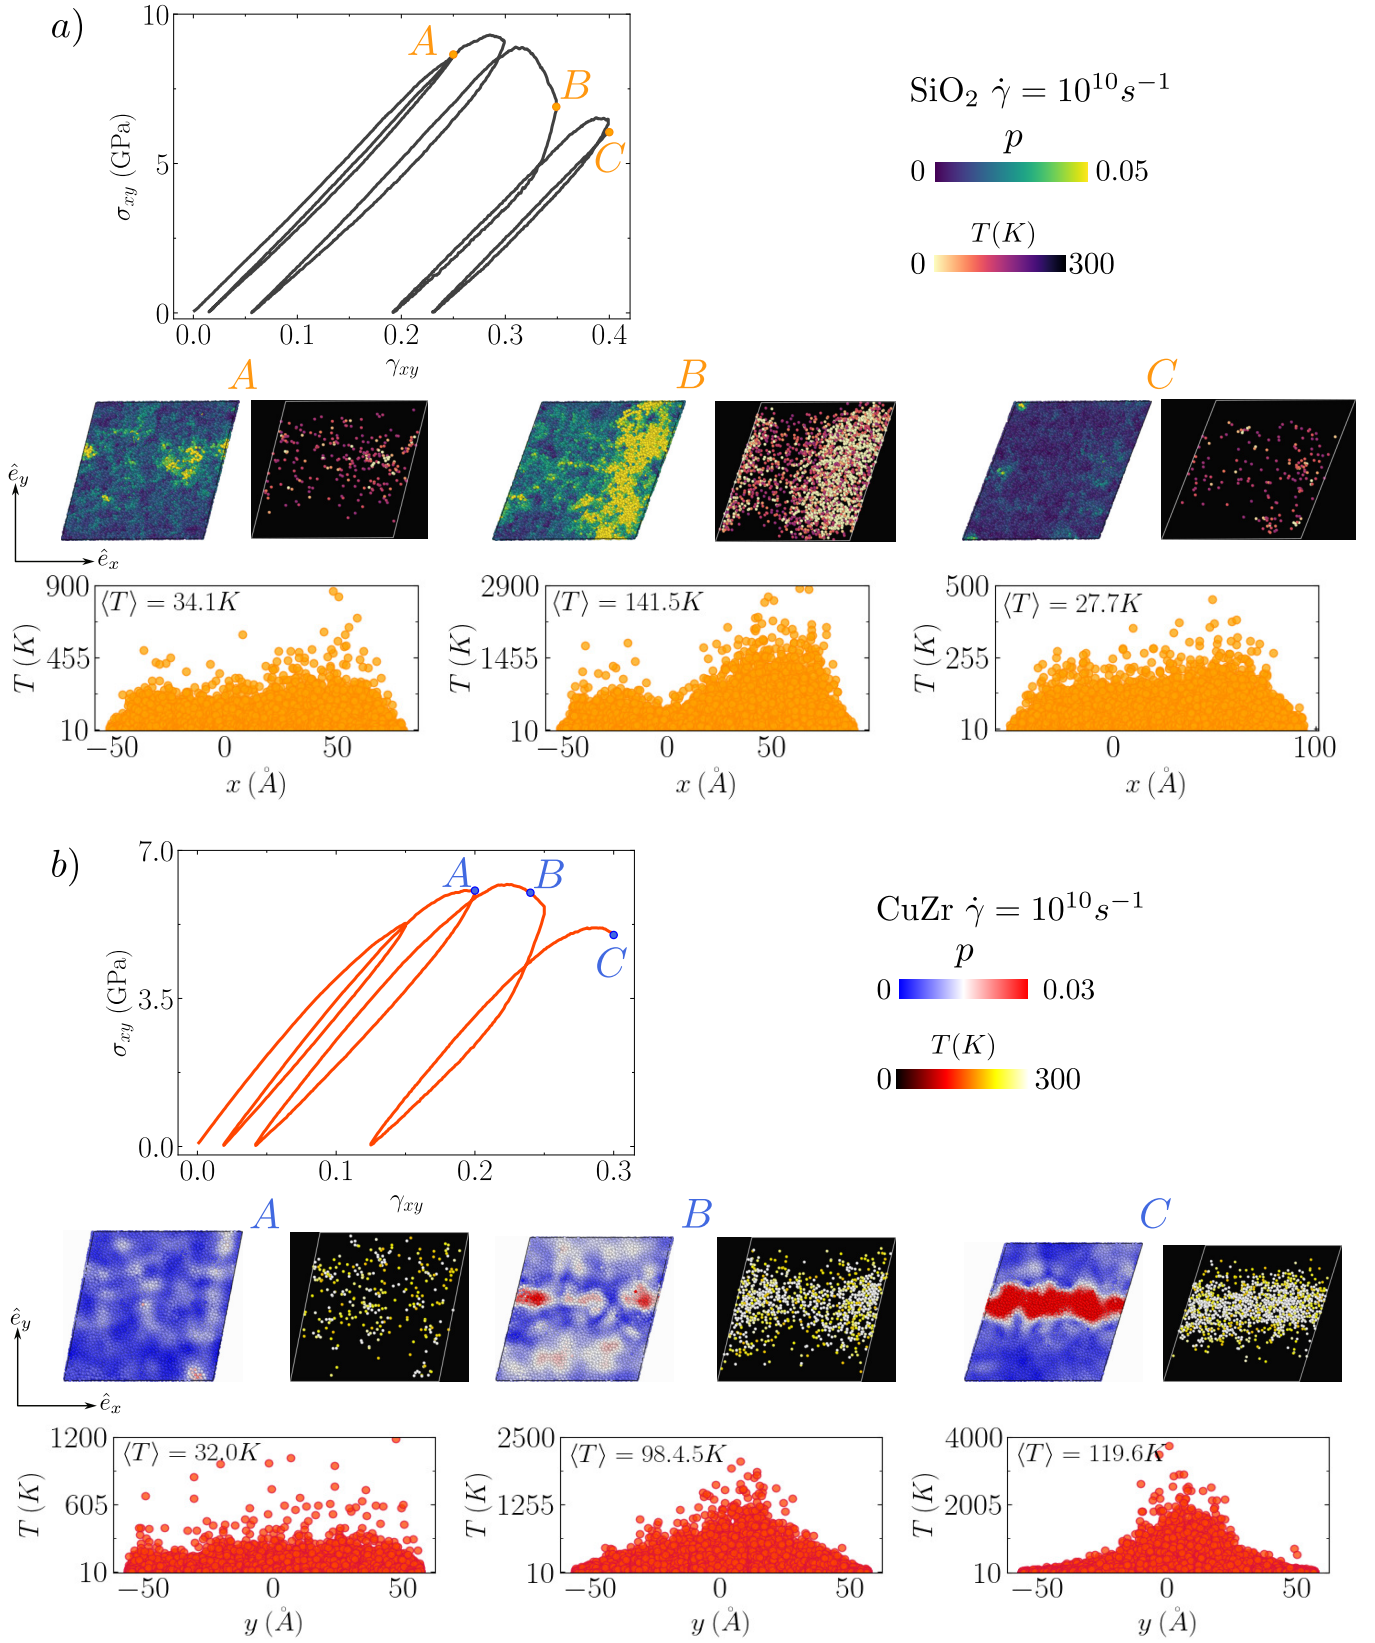 a)
10
5
0
σxy (GPa)
A
B
C
0.0 0.1 0.2 0.3 0.4
γxy
SiO₂ γ̇ = 10¹⁰s⁻¹
p
0 0.05
T(K)
0 300
A B C
êy
êx
900
455
10
T (K)
⟨T⟩ = 34.1K
−50 0 50
x (Å)
2900
1455
10
T (K)
⟨T⟩ = 141.5K
−50 0 50
x (Å)
500
255
10
T (K)
⟨T⟩ = 27.7K
0 100
x (Å)
b)
7.0
3.5
0.0
σxy (GPa)
A
B
C
0.0 0.1 0.2 0.3
γxy
CuZr γ̇ = 10¹⁰s⁻¹
p
0 0.03
T(K)
0 300
A B C
êy
êx
1200
605
10
T (K)
⟨T⟩ = 32.0K
−50 0 50
y (Å)
2500
1255
10
T (K)
⟨T⟩ = 98.4.5K
−50 0 50
y (Å)
4000
2005
10
T (K)
⟨T⟩ = 119.6K
−50 0 50
y (Å)